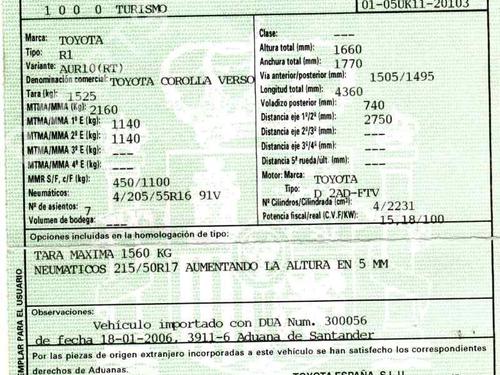 1 0 0 0 TURISMO
01-05UK11-20103
Marca: TOYOTA
Tipo: R1
Variante: AUR10(RT)
Denominación comercial: TOYOTA COROLLA VERSO
Tara (kg): 1525
MTMA/MMA (Kg): 2160
MTMA/MMA 1º E (kg): 1140
MTMA/MMA 2º E (kg): 1140
MTMA/MMA 3º E (kg): ---
MTMA/MMA 4º E (kg): ---
MMR S/F, c/F (kg): 450/1100
Neumáticos: 4/205/55R16 91V
Nº de asientos: 7
Volumen de bodega: ---
Clase: ---
Altura total (mm): 1660
Anchura total (mm): 1770
Vía anterior/posterior (mm): 1505/1495
Longitud total (mm): 4360
Voladizo posterior (mm): 740
Distancia eje 1º/2º (mm): 2750
Distancia eje 2º/3º (mm): ---
Distancia eje 3º/4º (mm): ---
Distancia 5ª rueda/últ. (mm): ---
Motor: Marca: TOYOTA
Tipo: D 2AD-FTV
Nº Cilindros/Cilindrada (cm³): 4/2231
Potencia fiscal/real (C.V.F/KW): 15,18/100
Opciones incluidas en la homologación de tipo:
TARA MAXIMA 1560 KG
NEUMATICOS 215/50R17 AUMENTANDO LA ALTURA EN 5 MM
Observaciones:
Vehículo importado con DUA Num. 300056
de fecha 18-01-2006, 3911-6 Aduana de Santander
Por las piezas de origen extranjero incorporadas a este vehículo se han satisfecho los correspondientes
derechos de Aduanas.
TOYOTA ESPAÑA, S.L.U.
EMPLAR PARA EL USUARIO